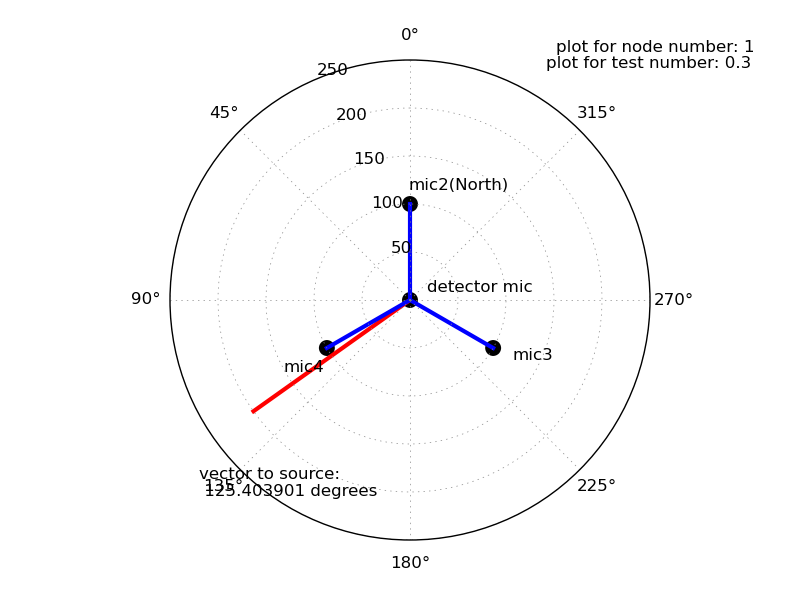 0°
plot for node number: 1
plot for test number: 0.3
250
45°
315°
200
150
mic2(North)
100
50
detector mic
90°
270°
mic3
mic4
vector to source:
135°
125.403901 degrees
225°
180°